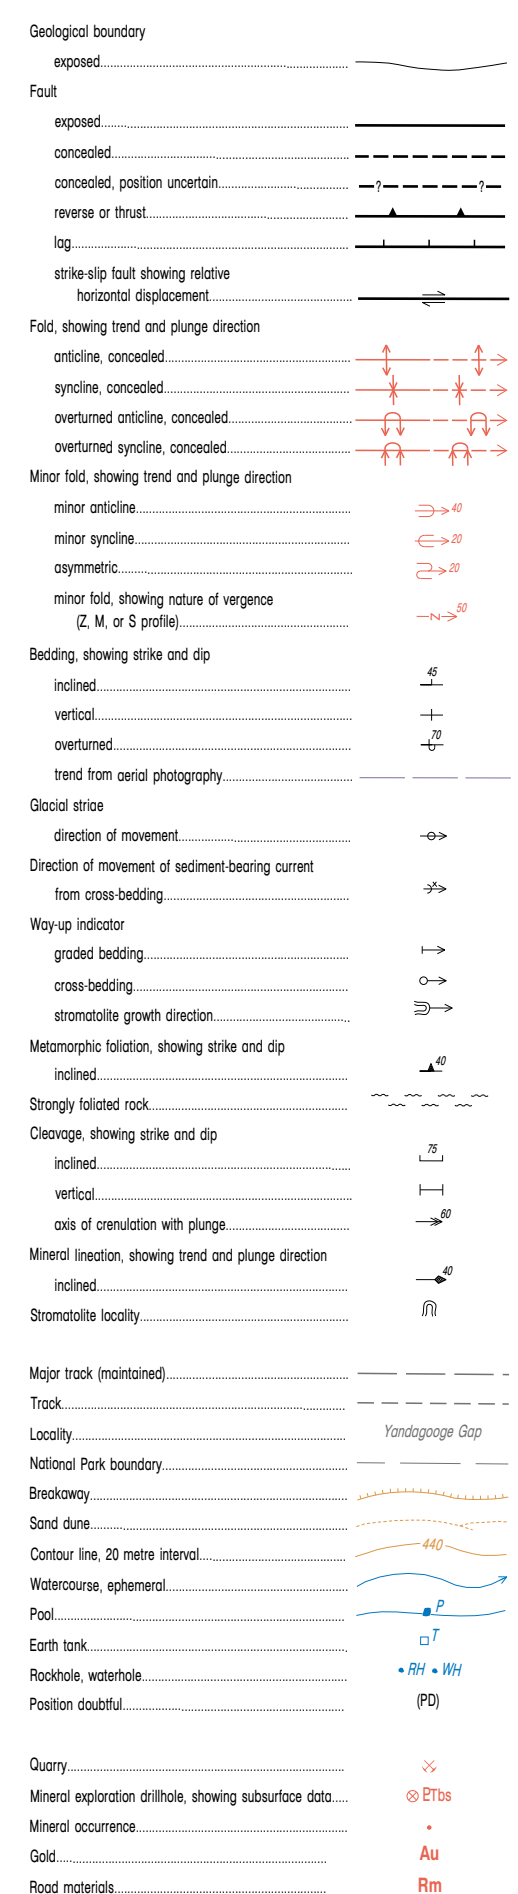 Geological boundary
exposed
Fault
exposed
concealed
concealed, position uncertain ? ?
reverse or thrust
lag
strike-slip fault showing relative
horizontal displacement
Fold, showing trend and plunge direction
anticline, concealed
syncline, concealed
overturned anticline, concealed
overturned syncline, concealed
Minor fold, showing trend and plunge direction
minor anticline 40
minor syncline 20
asymmetric 20
minor fold, showing nature of vergence
(Z, M, or S profile) Z 50
Bedding, showing strike and dip
inclined 45
vertical
overturned 70
trend from aerial photography
Glacial striae
direction of movement
Direction of movement of sediment-bearing current
from cross-bedding
Way-up indicator
graded bedding
cross-bedding
stromatolite growth direction
Metamorphic foliation, showing strike and dip
inclined 40
Strongly foliated rock
Cleavage, showing strike and dip
inclined 75
vertical
axis of crenulation with plunge 60
Mineral lineation, showing trend and plunge direction
inclined 40
Stromatolite locality
Major track (maintained)
Track
Locality Yandagooge Gap
National Park boundary
Breakaway
Sand dune
Contour line, 20 metre interval 440
Watercourse, ephemeral
Pool P
Earth tank T
Rockhole, waterhole RH WH
Position doubtful (PD)
Quarry
Mineral exploration drillhole, showing subsurface data PTbs
Mineral occurrence
Gold Au
Road materials Rm